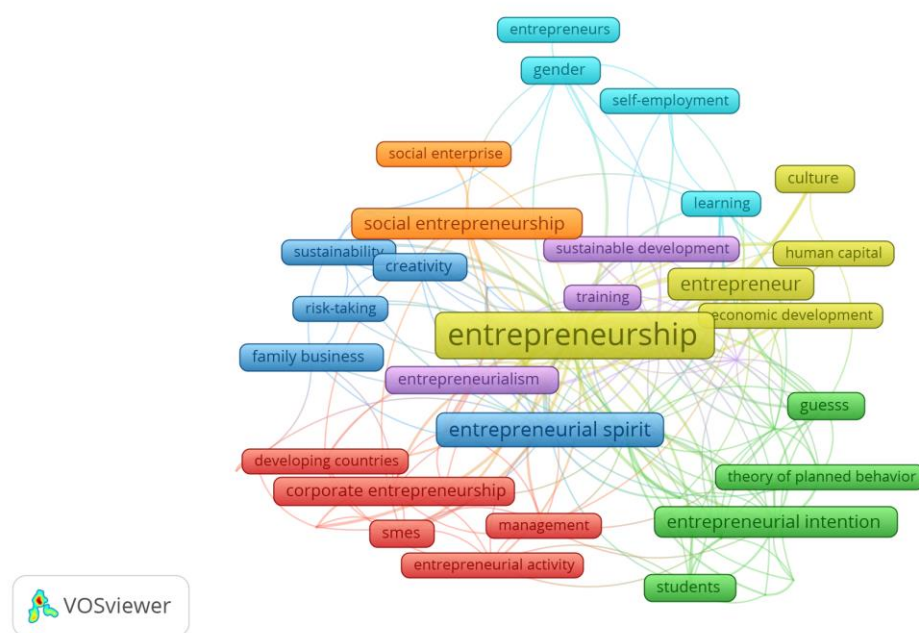 entrepreneurs
gender
self-employment
social enterprise
culture
learning
social entrepreneurship
sustainable development
sustainability
human capital
creativity
entrepreneur
training
risk-taking
economic development
entrepreneurship
family business
entrepreneurialism
guesss
entrepreneurial spirit
developing countries
theory of planned behavior
corporate entrepreneurship
entrepreneurial intention
management
smes
entrepreneurial activity
students
VOSviewer